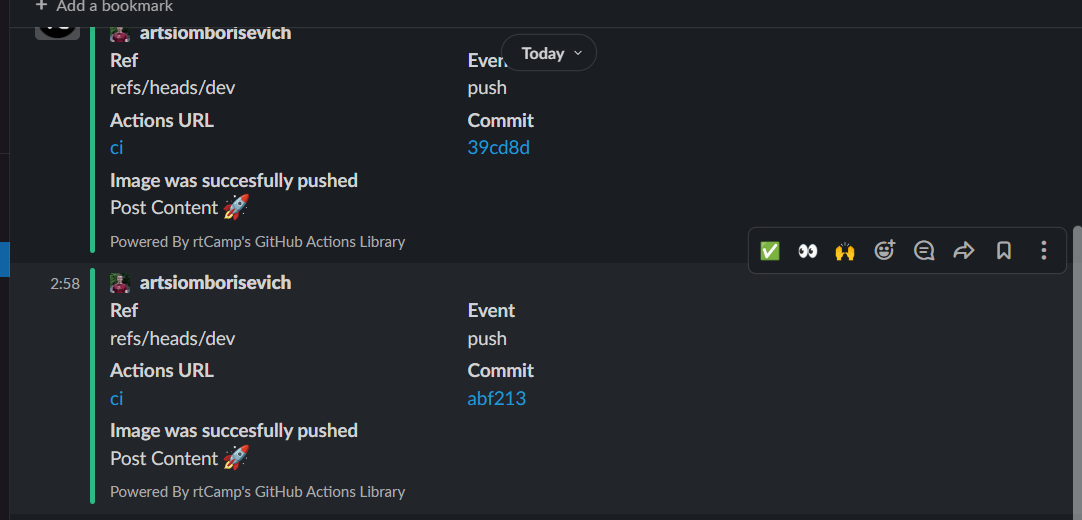 + Add a bookmark
artsiomborisevich
Today
Ref Even
refs/heads/dev push
Actions URL Commit
ci 39cd8d
Image was succesfully pushed
Post Content 🚀
Powered By rtCamp's GitHub Actions Library
2:58 artsiomborisevich
Ref Event
refs/heads/dev push
Actions URL Commit
ci abf213
Image was succesfully pushed
Post Content 🚀
Powered By rtCamp's GitHub Actions Library